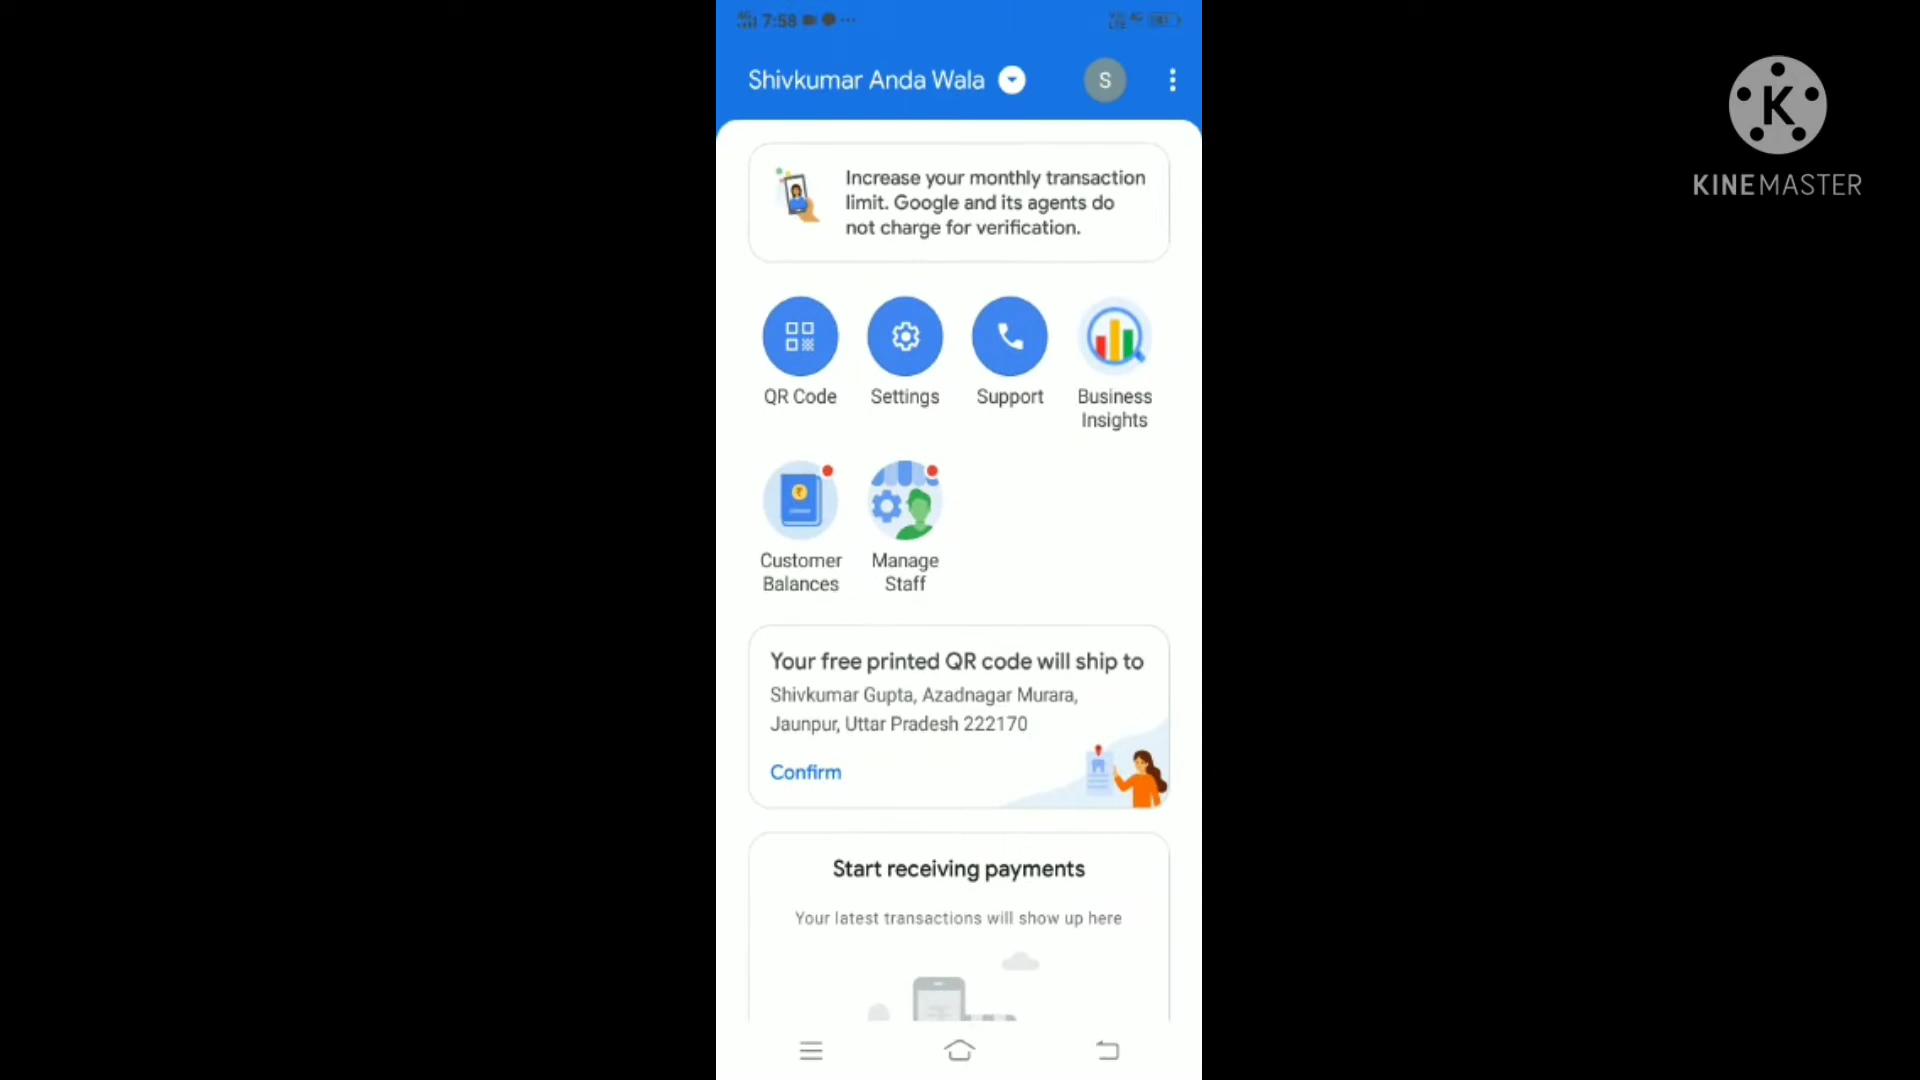 7:58
Shivkumar Anda Wala
S
K
KINEMASTER
Increase your monthly transaction
limit. Google and its agents do
not charge for verification.
QR Code
Settings
Support
Business
Insights
Customer
Balances
Manage
Staff
Your free printed QR code will ship to
Shivkumar Gupta, Azadnagar Murara,
Jaunpur, Uttar Pradesh 222170
Confirm
Start receiving payments
Your latest transactions will show up here